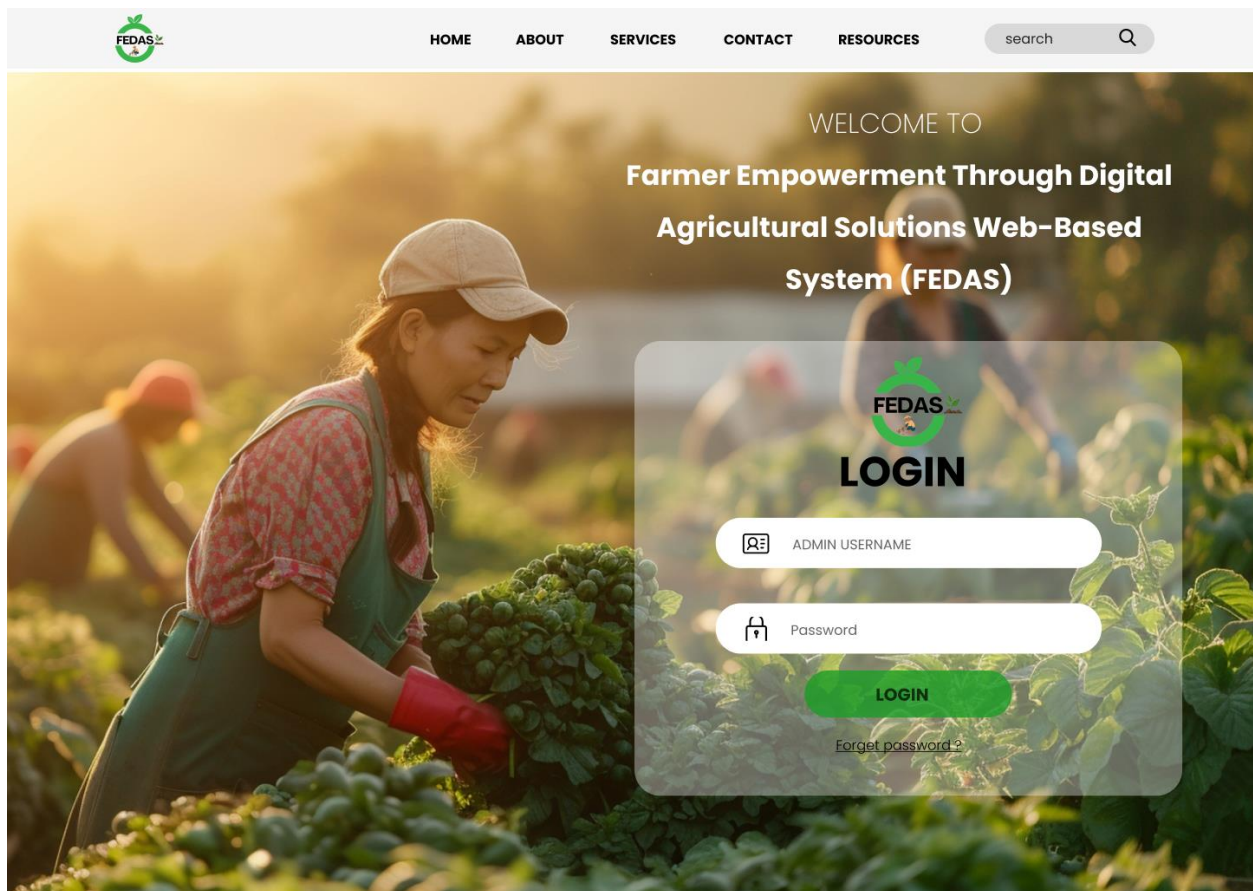 FEDAS
HOME ABOUT SERVICES CONTACT RESOURCES search
WELCOME TO
Farmer Empowerment Through Digital
Agricultural Solutions Web-Based
System (FEDAS)
FEDAS
LOGIN
ADMIN USERNAME
Password
LOGIN
Forget password ?